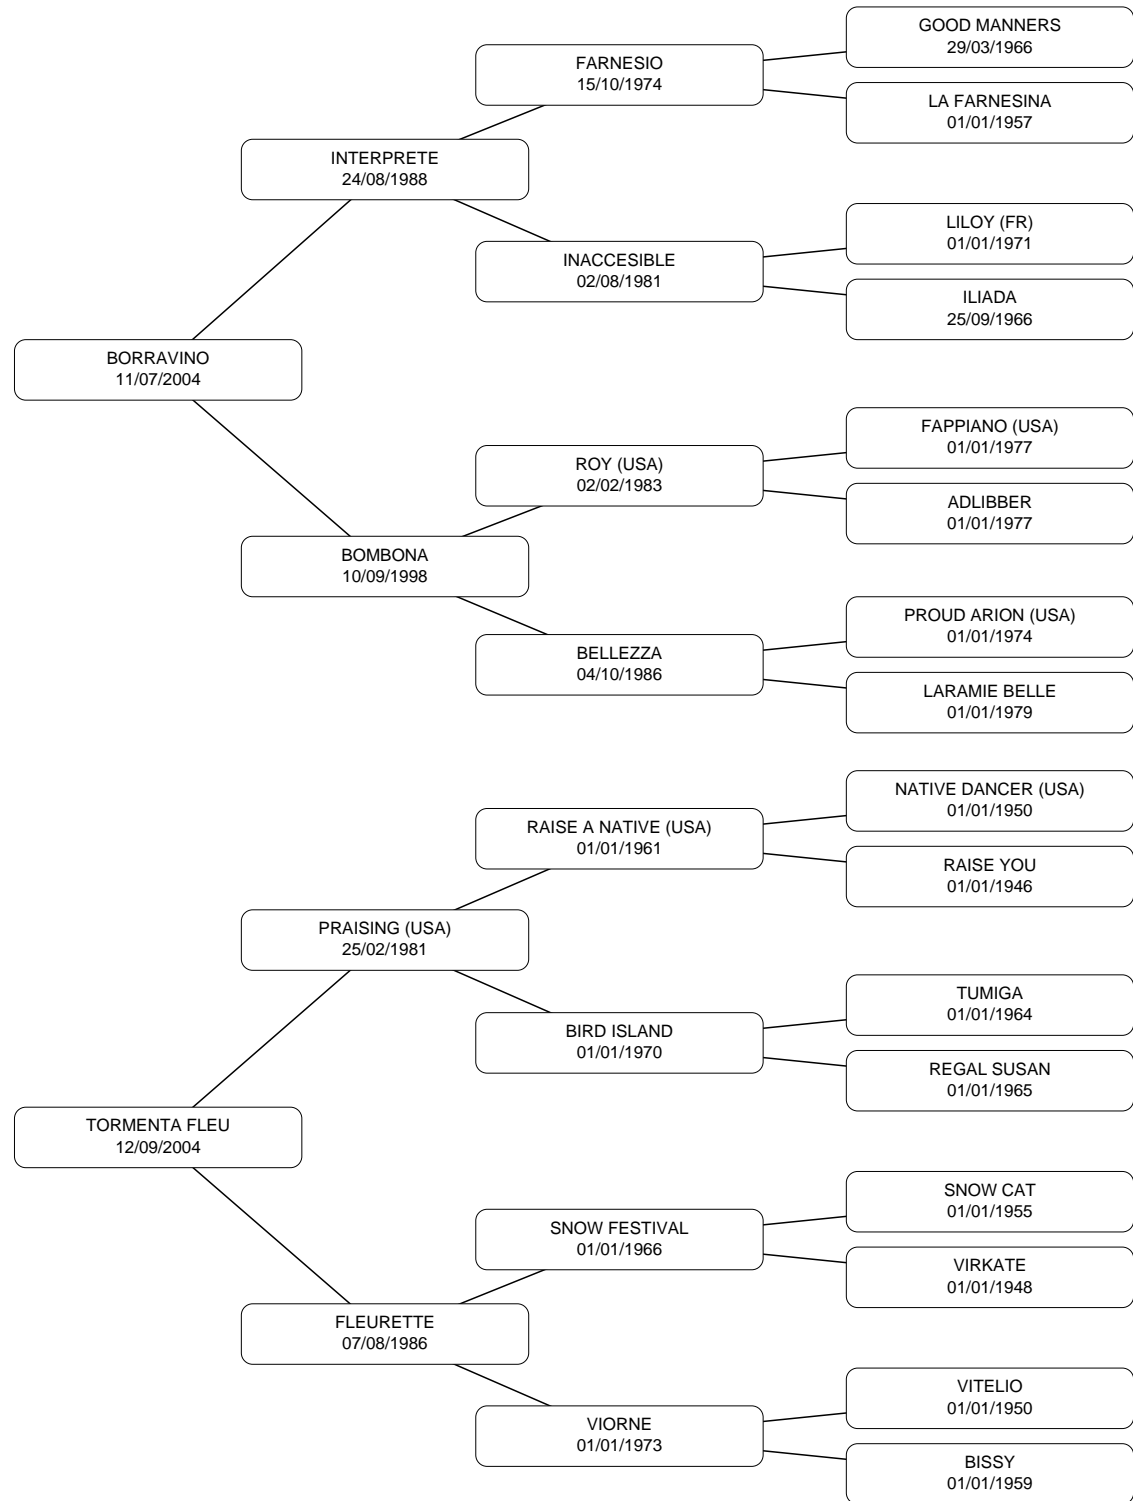 GOOD MANNERS
29/03/1966
FARNESIO
15/10/1974
LA FARNESINA
01/01/1957
INTERPRETE
24/08/1988
LILOY (FR)
01/01/1971
INACCESIBLE
02/08/1981
ILIADA
25/09/1966
BORRAVINO
11/07/2004
FAPPIANO (USA)
01/01/1977
ROY (USA)
02/02/1983
ADLIBBER
01/01/1977
BOMBONA
10/09/1998
PROUD ARION (USA)
01/01/1974
BELLEZZA
04/10/1986
LARAMIE BELLE
01/01/1979
NATIVE DANCER (USA)
01/01/1950
RAISE A NATIVE (USA)
01/01/1961
RAISE YOU
01/01/1946
PRAISING (USA)
25/02/1981
TUMIGA
01/01/1964
BIRD ISLAND
01/01/1970
REGAL SUSAN
01/01/1965
TORMENTA FLEU
12/09/2004
SNOW CAT
01/01/1955
SNOW FESTIVAL
01/01/1966
VIRKATE
01/01/1948
FLEURETTE
07/08/1986
VITELIO
01/01/1950
VIORNE
01/01/1973
BISSY
01/01/1959